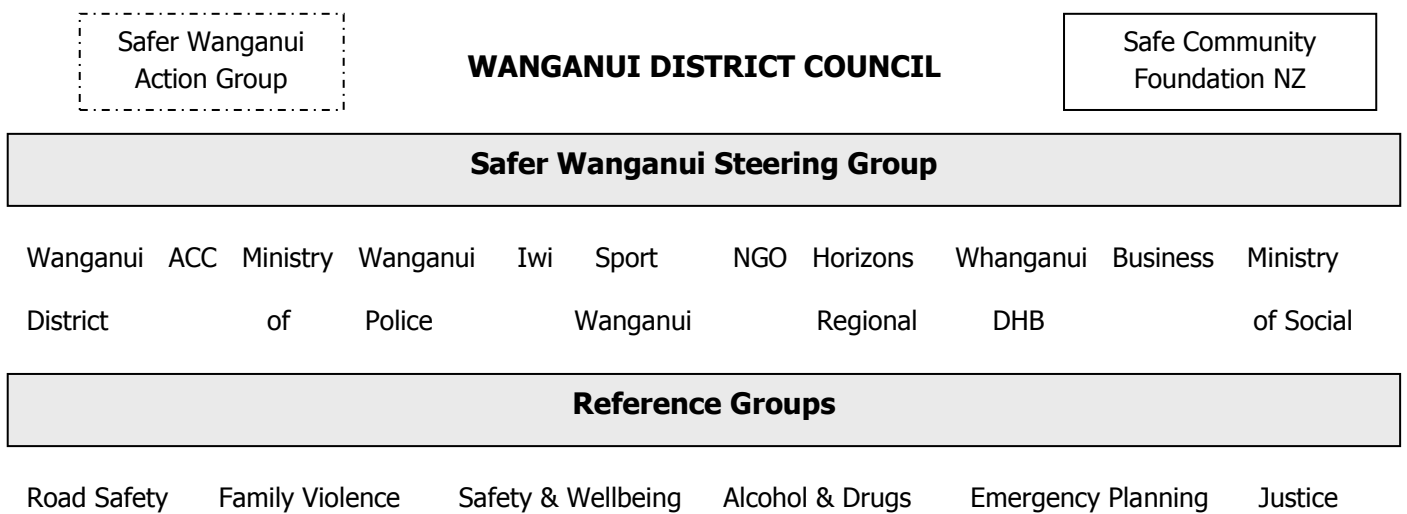 Safer Wanganui
Action Group
WANGANUI DISTRICT COUNCIL
Safe Community
Foundation NZ
Safer Wanganui Steering Group
Wanganui ACC Ministry Wanganui Iwi Sport NGO Horizons Whanganui Business Ministry
District of Police Wanganui Regional DHB of Social
Reference Groups
Road Safety Family Violence Safety & Wellbeing Alcohol & Drugs Emergency Planning Justice